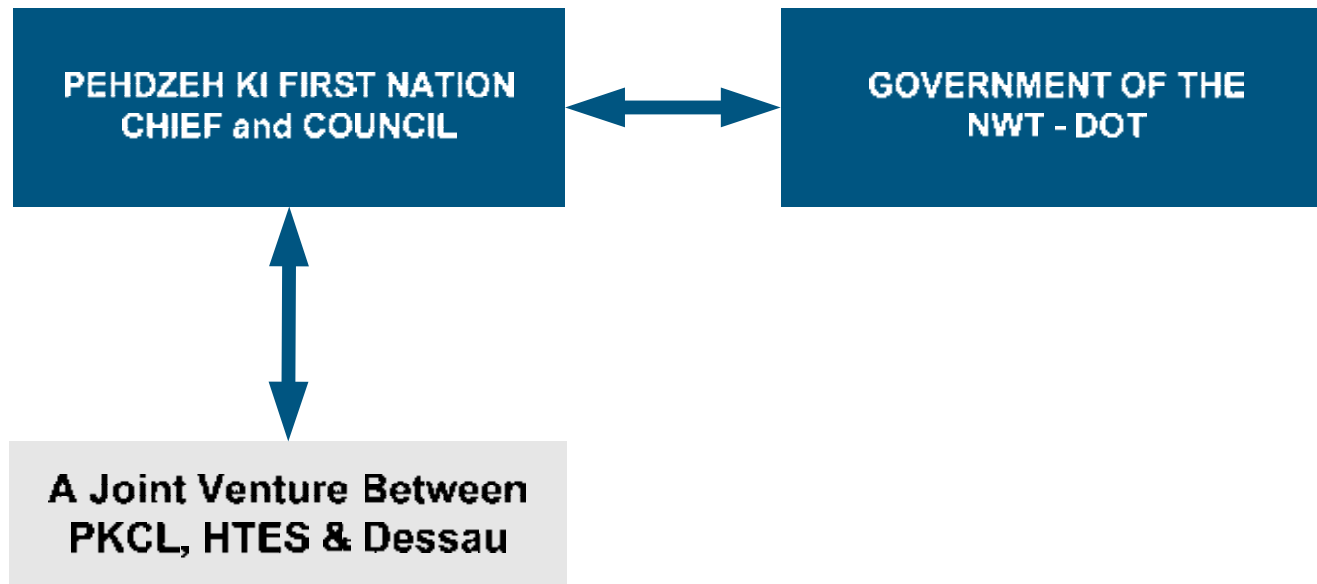 PEHDZEH KI FIRST NATION
CHIEF and COUNCIL
GOVERNMENT OF THE
NWT - DOT
A Joint Venture Between
PKCL, HTES & Dessau